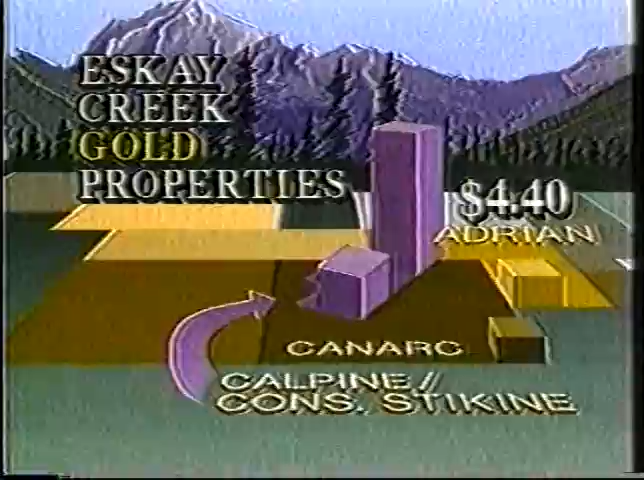 ESKAY
CREEK
GOLD
PROPERTIES
$4.40
ADRIAN
CANARC
CALPINE//
CONS. STIKINE